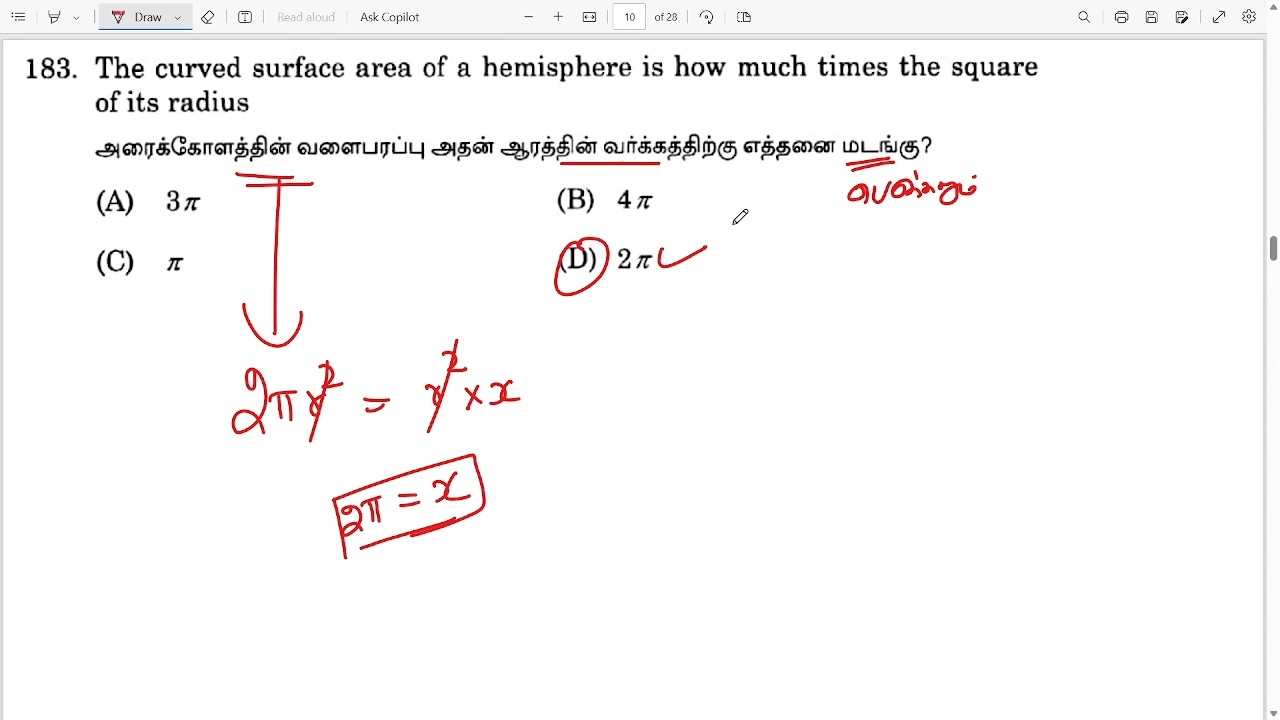 Draw Read aloud Ask Copilot 10 of 28
183. The curved surface area of a hemisphere is how much times the square
of its radius
அரைக்கோளத்தின் வளைபரப்பு அதன் ஆரத்தின் வர்க்கத்திற்கு எத்தனை மடங்கு?
(A) 3π (B) 4π
(C) π (D) 2π
2πr² = r² × x
2π = x